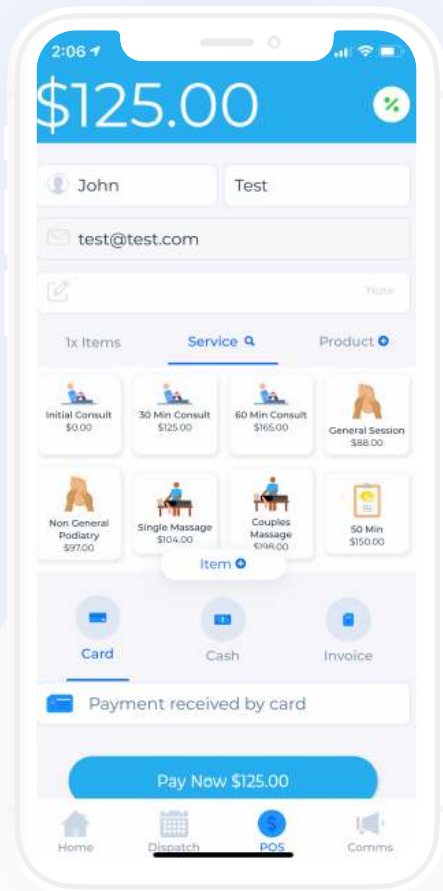 2:06
$125.00
%
John Test
test@test.com
Note
1x Items Service Product
Initial Consult
$0.00
30 Min Consult
$125.00
60 Min Consult
$165.00
General Session
$88.00
Non General
Podiatry
$97.00
Single Massage
$104.00
Couples
Massage
$198.00
50 Min
$150.00
Item
Card Cash Invoice
Payment received by card
Pay Now $125.00
Home Dispatch POS Comms